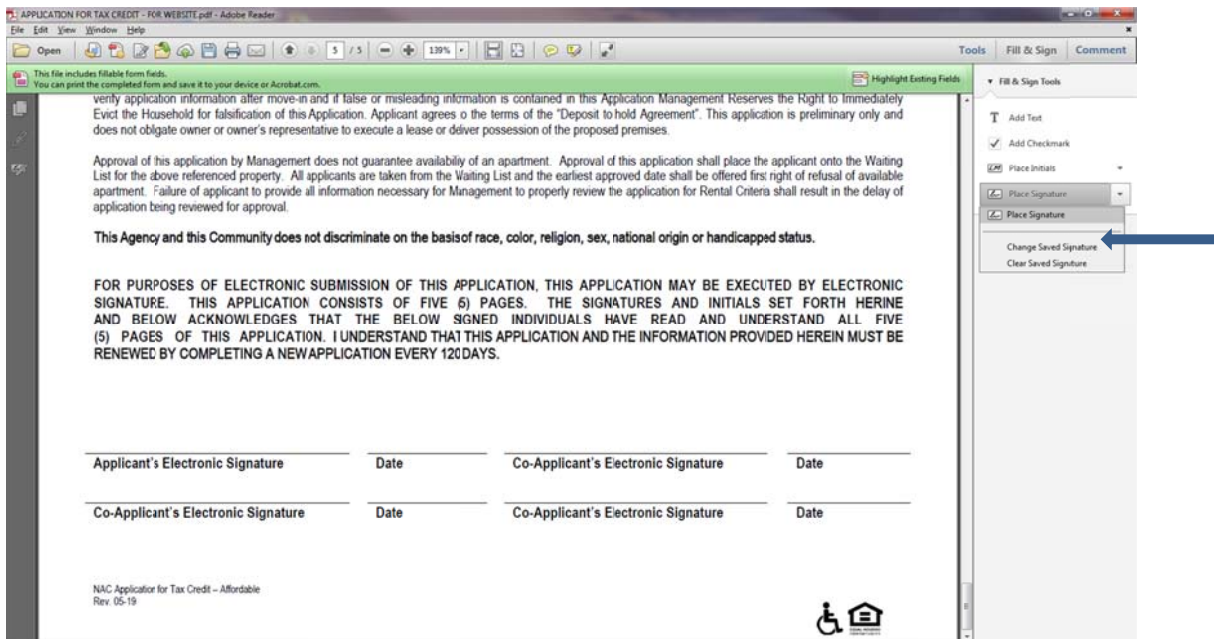 APPLICATION FOR TAX CREDIT - FOR WEBSITE.pdf - Adobe Reader
File Edit View Window Help
Open 5 / 5 139% Tools Fill & Sign Comment
This file includes fillable form fields.
You can print the completed form and save it to your device or Acrobat.com.
Highlight Existing Fields
verify application information after move-in and if false or misleading information is contained in this Application Management Reserves the Right to Immediately
Evict the Household for falsification of this Application. Applicant agrees o the terms of the "Deposit to hold Agreement". This application is preliminary only and
does not obligate owner or owner's representative to execute a lease or deliver possession of the proposed premises.
Approval of this application by Management does not guarantee availability of an apartment. Approval of this application shall place the applicant onto the Waiting
List for the above referenced property. All applicants are taken from the Waiting List and the earliest approved date shall be offered first right of refusal of available
apartment. Failure of applicant to provide all information necessary for Management to properly review the application for Rental Criteria shall result in the delay of
application being reviewed for approval.
This Agency and this Community does not discriminate on the basis of race, color, religion, sex, national origin or handicapped status.
FOR PURPOSES OF ELECTRONIC SUBMISSION OF THIS APPLICATION, THIS APPLICATION MAY BE EXECUTED BY ELECTRONIC
SIGNATURE. THIS APPLICATION CONSISTS OF FIVE 5) PAGES. THE SIGNATURES AND INITIALS SET FORTH HERINE
AND BELOW ACKNOWLEDGES THAT THE BELOW SIGNED INDIVIDUALS HAVE READ AND UNDERSTAND ALL FIVE
(5) PAGES OF THIS APPLICATION. I UNDERSTAND THAT THIS APPLICATION AND THE INFORMATION PROVIDED HEREIN MUST BE
RENEWED BY COMPLETING A NEW APPLICATION EVERY 120 DAYS.
Applicant's Electronic Signature Date Co-Applicant's Electronic Signature Date
Co-Applicant's Electronic Signature Date Co-Applicant's Electronic Signature Date
NAC Application for Tax Credit – Affordable
Rev. 05-19
Fill & Sign Tools
T Add Text
Add Checkmark
Place Initials
Place Signature
Place Signature
Change Saved Signature
Clear Saved Signature